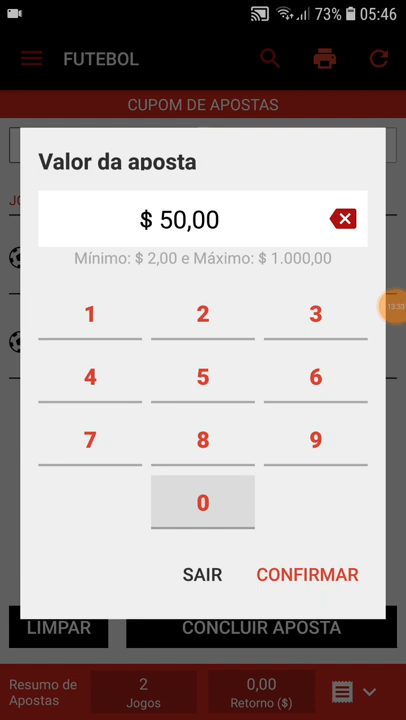 73% 05:46
FUTEBOL
CUPOM DE APOSTAS
Valor da aposta
$ 50,00
Mínimo: $ 2,00 e Máximo: $ 1.000,00
1 2 3
4 5 6
7 8 9
0
13:33
SAIR CONFIRMAR
LIMPAR CONCLUIR APOSTA
Resumo de Apostas
2 Jogos
0,00 Retorno ($)